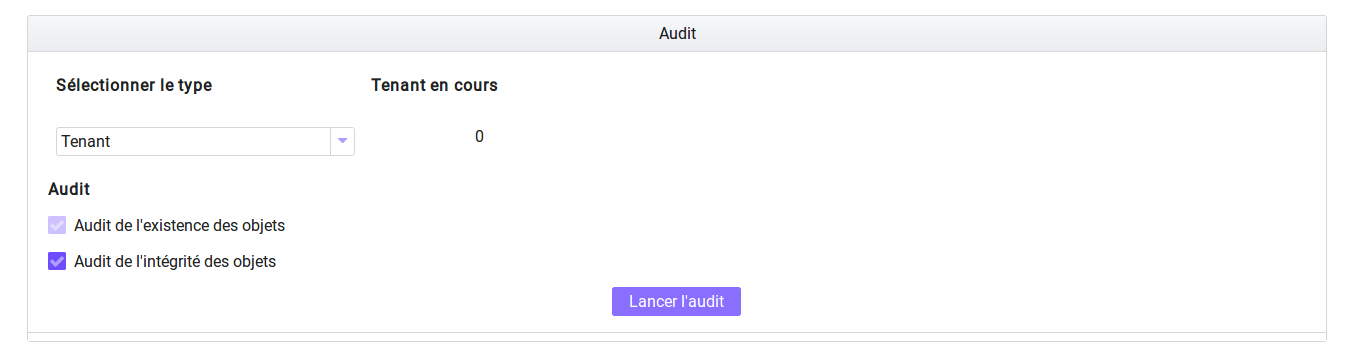 Audit
Sélectionner le type
Tenant en cours
Tenant
0
Audit
Audit de l'existence des objets
Audit de l'intégrité des objets
Lancer l'audit